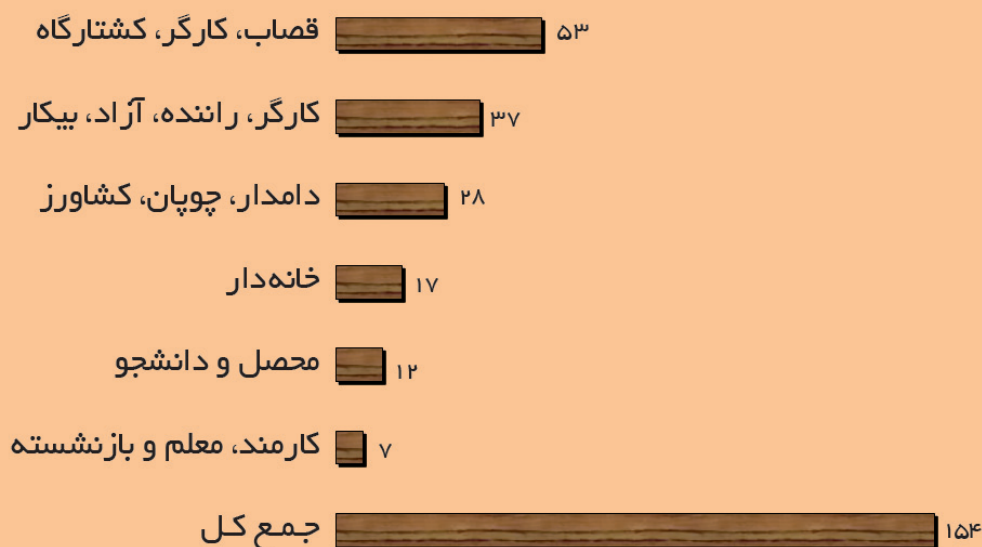 قصاب، کارگر، کشتارگاه ۵۳
کارگر، راننده، آزاد، بیکار ۳۷
دامدار، چوپان، کشاورز ۲۸
خانه‌دار ۱۷
محصل و دانشجو ۱۲
کارمند، معلم و بازنشسته ۷
جمع کل ۱۵۴